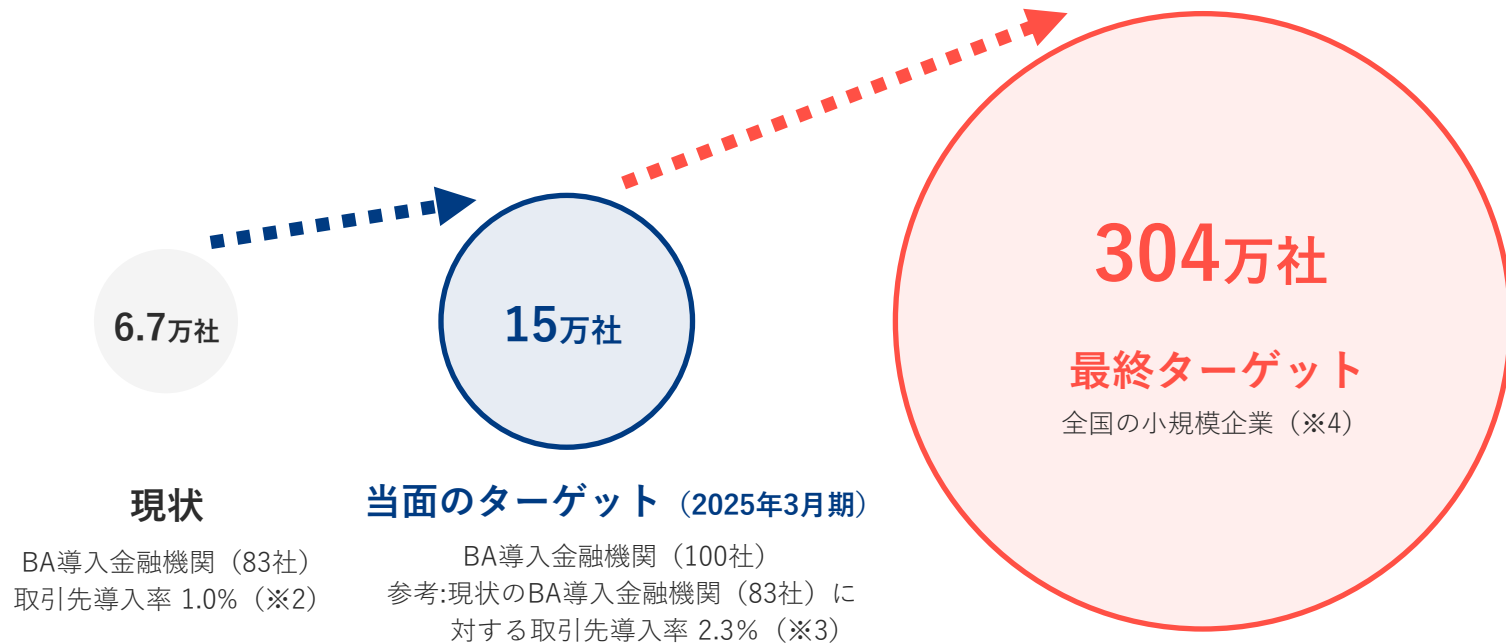 6.7万社
現状
BA導入金融機関（83社）
取引先導入率 1.0%（※2）
15万社
当面のターゲット（2025年3月期）
BA導入金融機関（100社）
参考:現状のBA導入金融機関（83社）に
対する取引先導入率 2.3%（※3）
304万社
最終ターゲット
全国の小規模企業（※4）